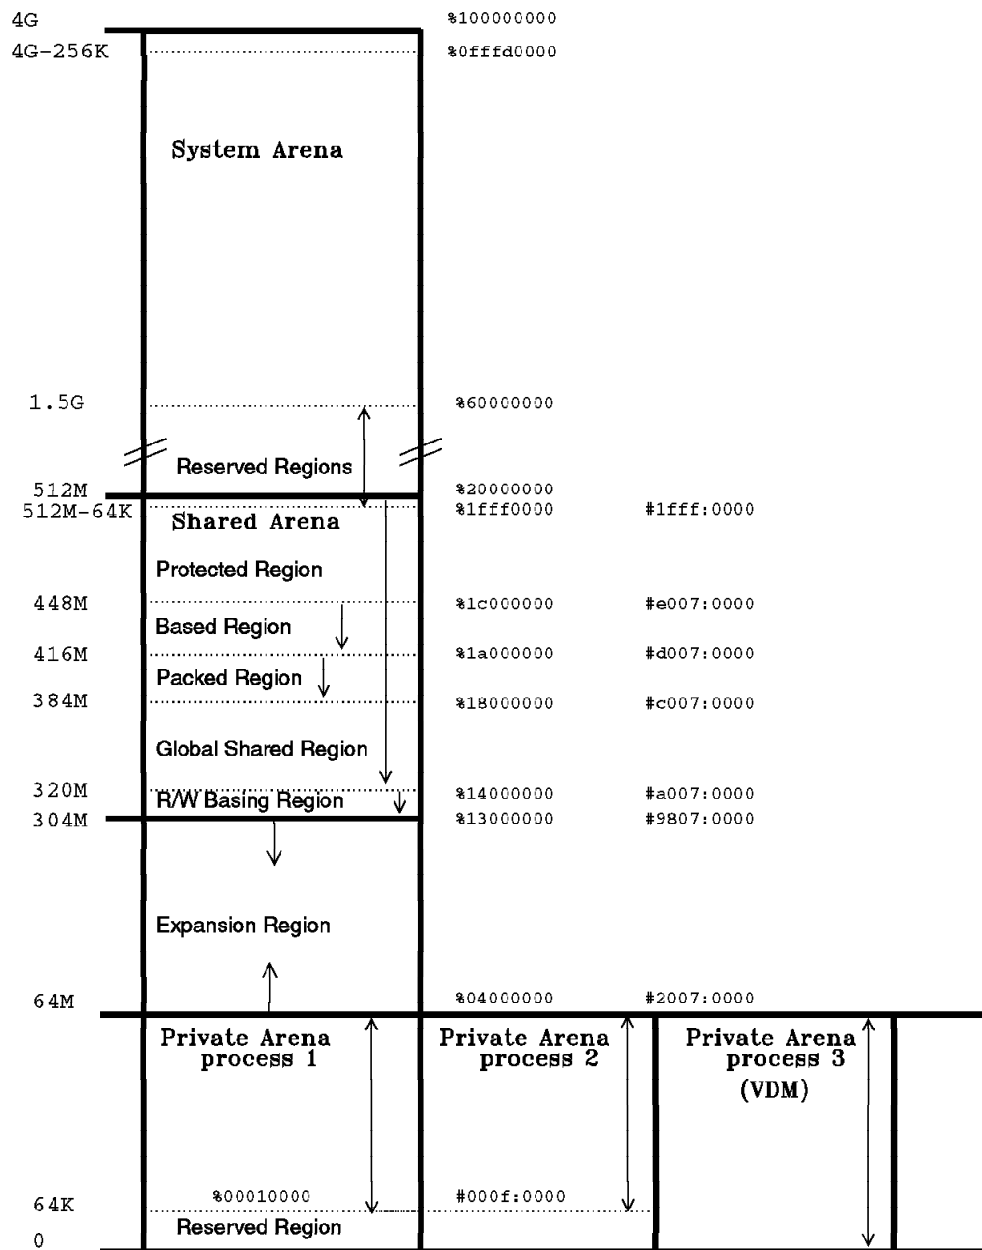 4G %100000000
4G-256K %0fffd0000
System Arena
1.5G %60000000
Reserved Regions
512M %20000000
512M-64K %1fff0000 #1fff:0000
Shared Arena
Protected Region
448M %1c000000 #e007:0000
Based Region
416M %1a000000 #d007:0000
Packed Region
384M %18000000 #c007:0000
Global Shared Region
320M %14000000 #a007:0000
R/W Basing Region
304M %13000000 #9807:0000
Expansion Region
64M %04000000 #2007:0000
Private Arena Private Arena Private Arena
process 1 process 2 process 3
(VDM)
%00010000 #000f:0000
64K
Reserved Region
0